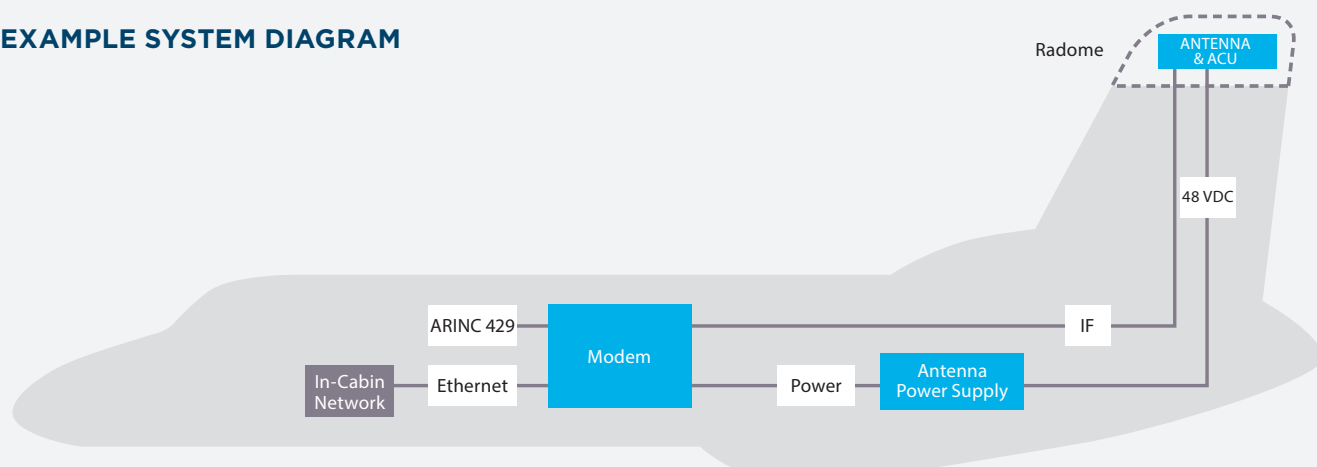 EXAMPLE SYSTEM DIAGRAM
Radome
ANTENNA
& ACU
48 VDC
ARINC 429
Modem
IF
In-Cabin
Network
Ethernet
Power
Antenna
Power Supply